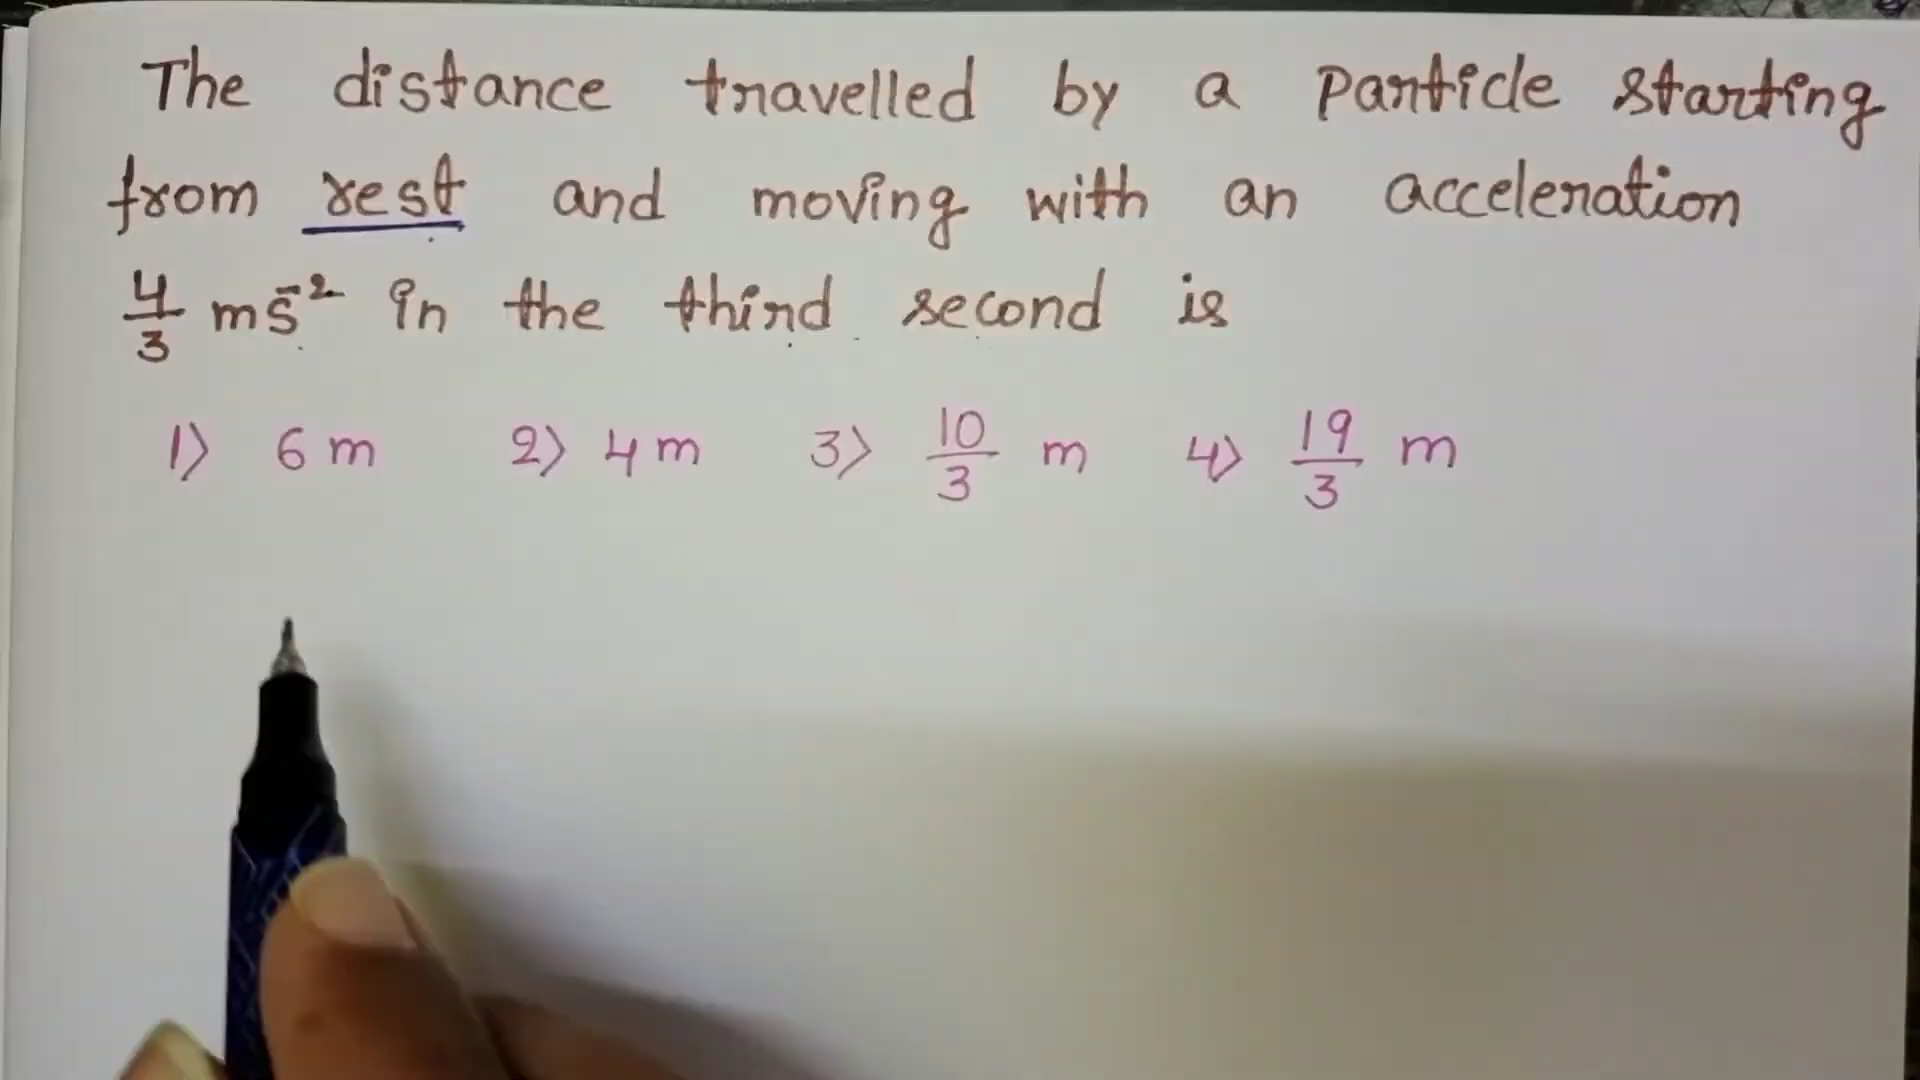 The distance travelled by a Particle starting
from rest and moving with an acceleration
4/3 ms⁻² in the third second is
1) 6 m 2) 4 m 3) 10/3 m 4) 19/3 m